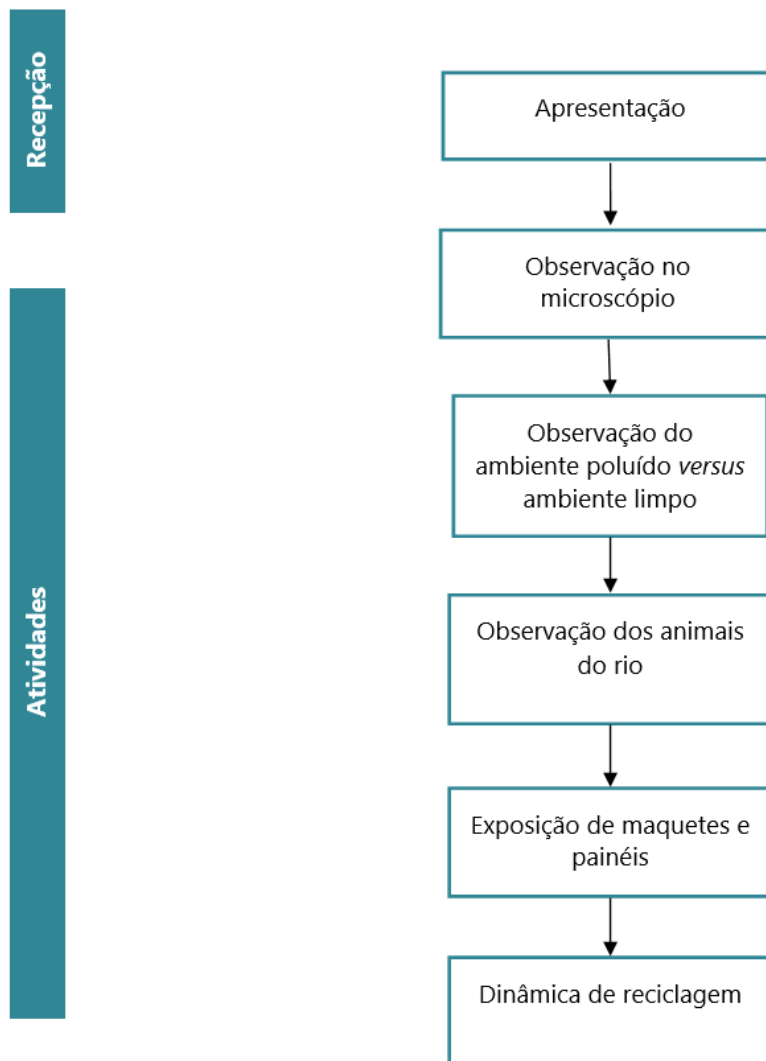 Recepção
Apresentação
Observação no
microscópio
Atividades
Observação do
ambiente poluído versus
ambiente limpo
Observação dos animais
do rio
Exposição de maquetes e
painéis
Dinâmica de reciclagem